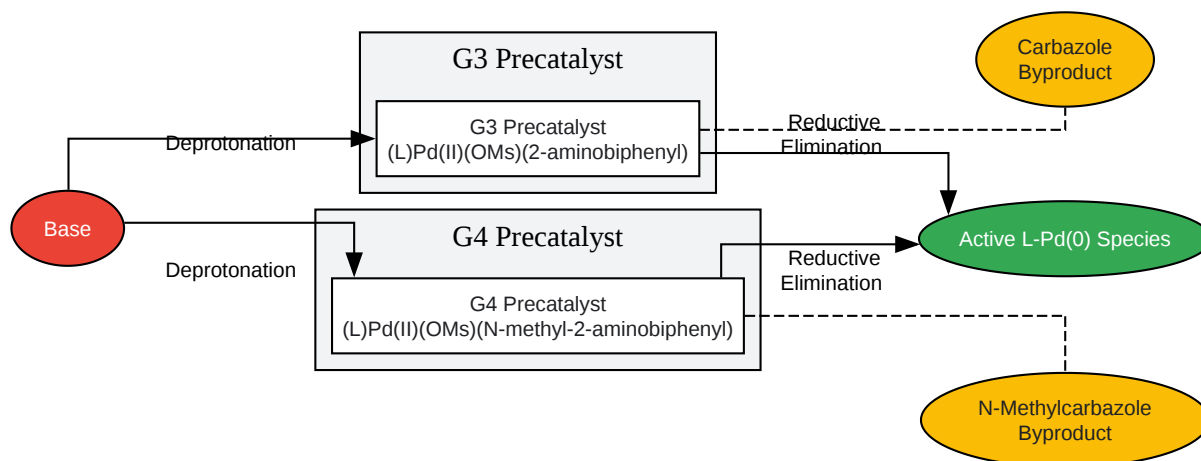 G3 Precatalyst
G3 Precatalyst
(L)Pd(II)(OMs)(2-aminobiphenyl)
Carbazole
Byproduct
Deprotonation
Reductive
Elimination
Base
G4 Precatalyst
Active L-Pd(0) Species
Deprotonation
Reductive
Elimination
G4 Precatalyst
(L)Pd(II)(OMs)(N-methyl-2-aminobiphenyl)
N-Methylcarbazole
Byproduct